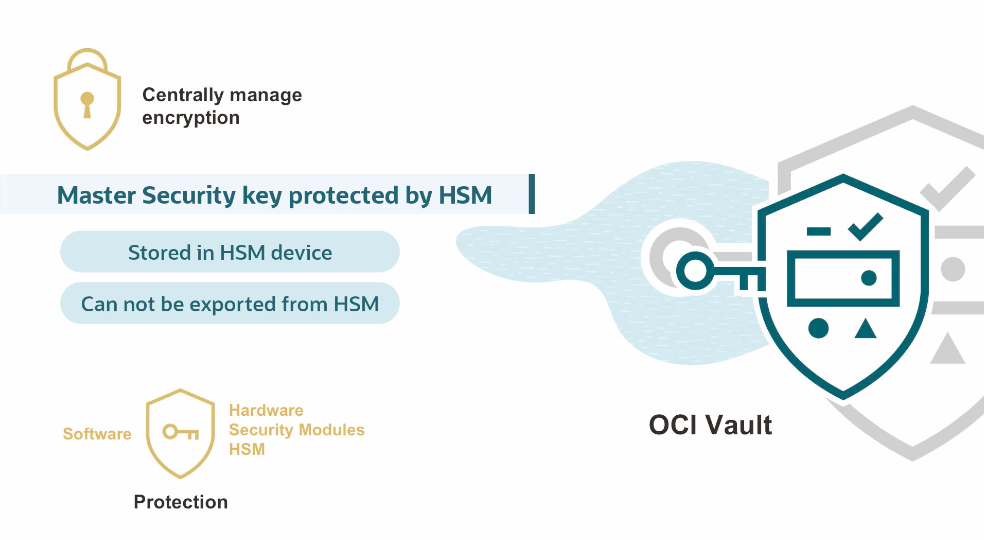 Centrally manage
encryption
Master Security key protected by HSM
Stored in HSM device
Can not be exported from HSM
Software
Hardware
Security Modules
HSM
Protection
OCI Vault